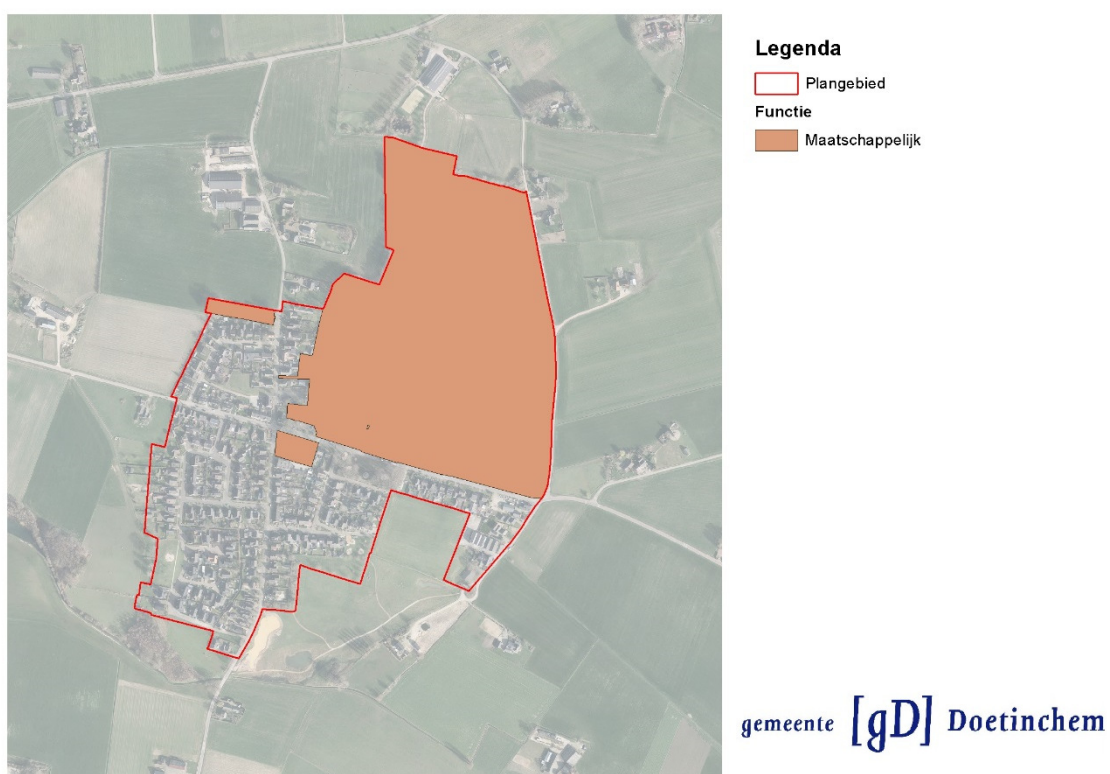 Legenda
Plangebied
Functie
Maatschappelijk
gemeente [gD] Doetinchem